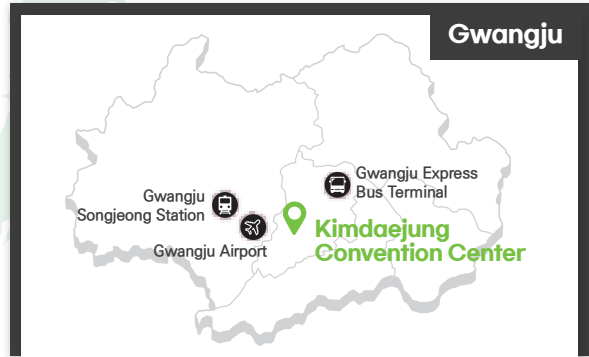 Gwangju
Gwangju Express
Bus Terminal
Gwangju
Songjeong Station
Gwangju Airport
Kimdaejung
Convention Center